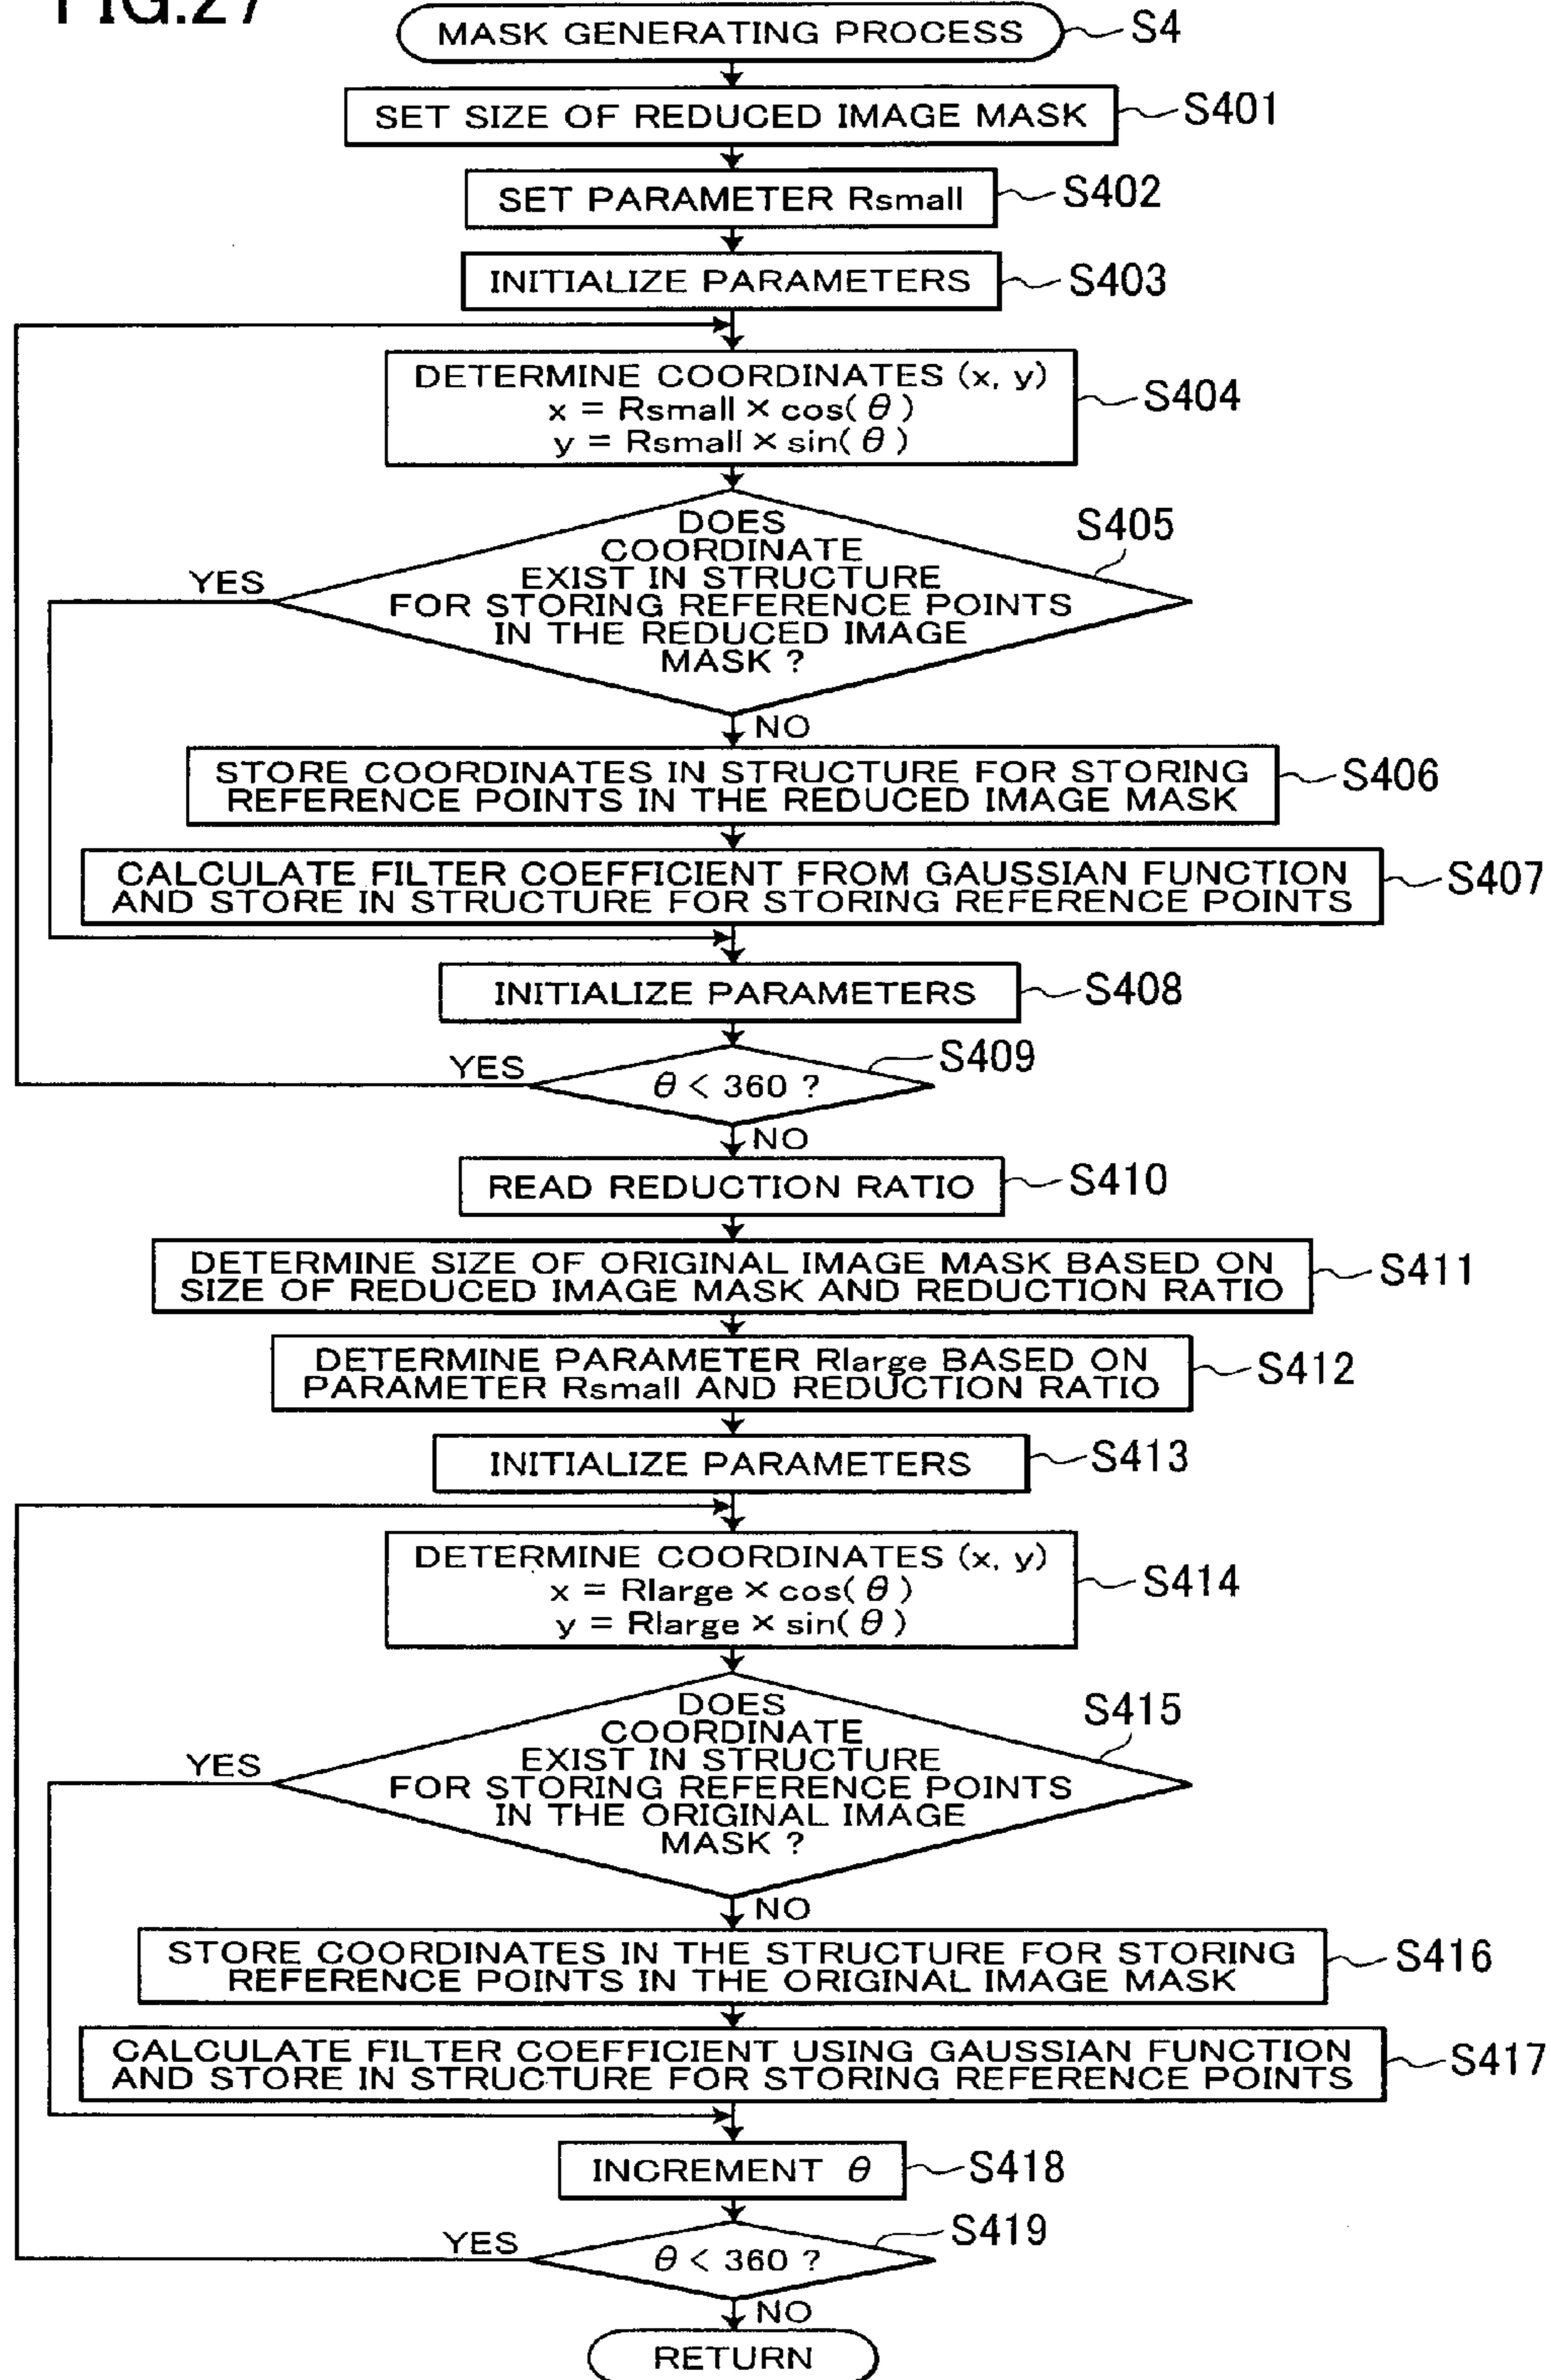 FIG.27
MASK GENERATING PROCESS
S4
SET SIZE OF REDUCED IMAGE MASK
S401
SET PARAMETER Rsmall
S402
INITIALIZE PARAMETERS
S403
DETERMINE COORDINATES (x, y)
x = Rsmall × cos( θ )
y = Rsmall × sin( θ )
S404
DOES
COORDINATE
EXIST IN STRUCTURE
FOR STORING REFERENCE POINTS
IN THE REDUCED IMAGE
MASK ?
S405
YES
NO
STORE COORDINATES IN STRUCTURE FOR STORING
REFERENCE POINTS IN THE REDUCED IMAGE MASK
S406
CALCULATE FILTER COEFFICIENT FROM GAUSSIAN FUNCTION
AND STORE IN STRUCTURE FOR STORING REFERENCE POINTS
S407
INITIALIZE PARAMETERS
S408
YES
θ < 360 ?
S409
NO
READ REDUCTION RATIO
S410
DETERMINE SIZE OF ORIGINAL IMAGE MASK BASED ON
SIZE OF REDUCED IMAGE MASK AND REDUCTION RATIO
S411
DETERMINE PARAMETER Rlarge BASED ON
PARAMETER Rsmall AND REDUCTION RATIO
S412
INITIALIZE PARAMETERS
S413
DETERMINE COORDINATES (x, y)
x = Rlarge × cos( θ )
y = Rlarge × sin( θ )
S414
DOES
COORDINATE
EXIST IN STRUCTURE
FOR STORING REFERENCE POINTS
IN THE ORIGINAL IMAGE
MASK ?
S415
YES
NO
STORE COORDINATES IN THE STRUCTURE FOR STORING
REFERENCE POINTS IN THE ORIGINAL IMAGE MASK
S416
CALCULATE FILTER COEFFICIENT USING GAUSSIAN FUNCTION
AND STORE IN STRUCTURE FOR STORING REFERENCE POINTS
S417
INCREMENT θ
S418
YES
θ < 360 ?
S419
NO
RETURN